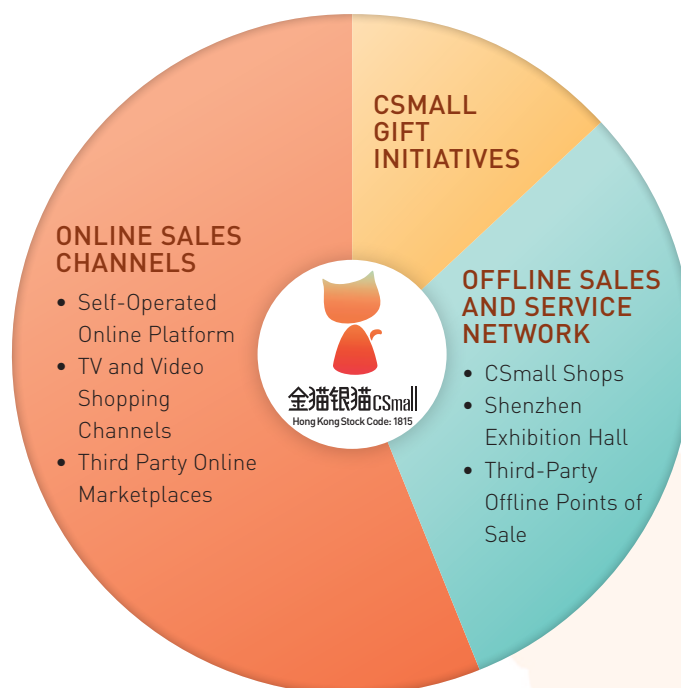 CSMALL
GIFT
INITIATIVES
ONLINE SALES
CHANNELS
• Self-Operated
Online Platform
• TV and Video
Shopping
Channels
• Third Party Online
Marketplaces
OFFLINE SALES
AND SERVICE
NETWORK
• CSmall Shops
• Shenzhen
Exhibition Hall
• Third-Party
Offline Points of
Sale
金猫银猫CSmall
Hong Kong Stock Code: 1815